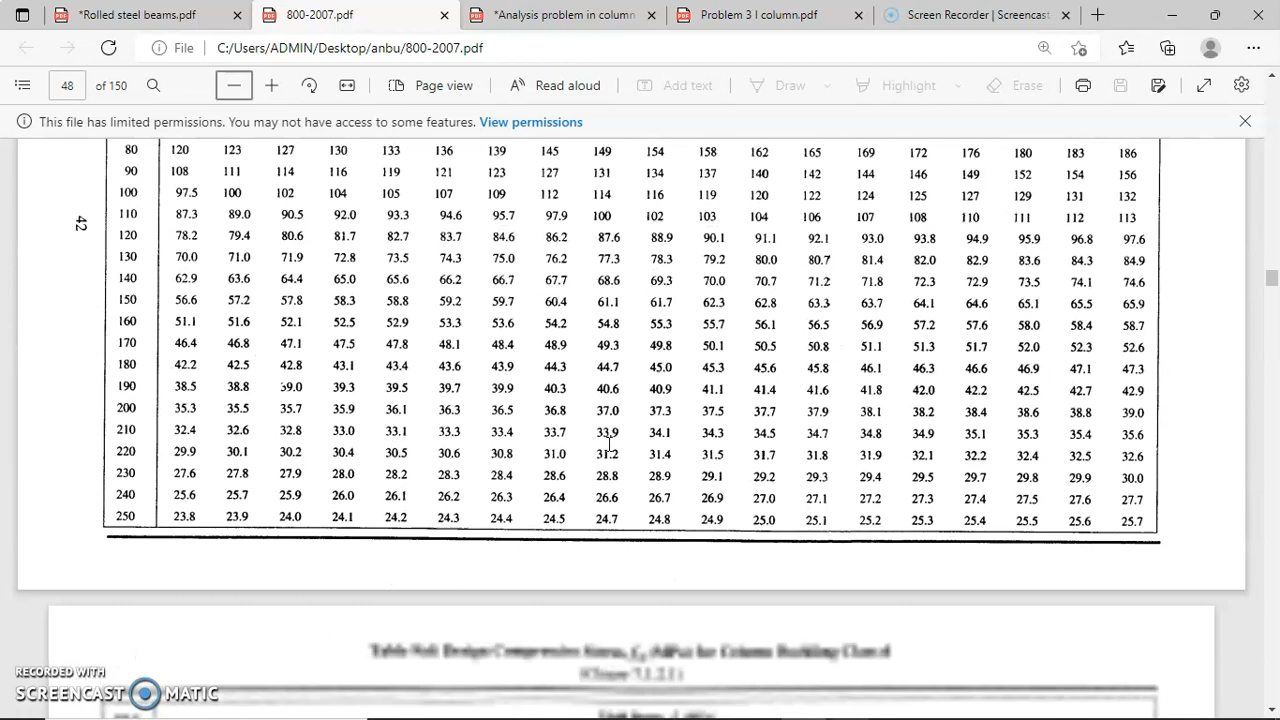 *Rolled steel beams.pdf
800-2007.pdf
*Analysis problem in column
Problem 3 I column.pdf
Screen Recorder | Screencast
File C:/Users/ADMIN/Desktop/anbu/800-2007.pdf
48 of 150 Page view Read aloud Add text Draw Highlight Erase
This file has limited permissions. You may not have access to some features. View permissions
80 120 123 127 130 133 136 139 145 149 154 158 162 165 169 172 176 180 183 186
90 108 111 114 116 119 121 123 127 131 134 137 140 142 144 146 149 152 154 156
100 97.5 100 102 104 105 107 109 112 114 116 119 120 122 124 125 127 129 131 132
110 87.3 89.0 90.5 92.0 93.3 94.6 95.7 97.9 100 102 103 104 106 107 108 110 111 112 113
120 78.2 79.4 80.6 81.7 82.7 83.7 84.6 86.2 87.6 88.9 90.1 91.1 92.1 93.0 93.8 94.9 95.9 96.8 97.6
130 70.0 71.0 71.9 72.8 73.5 74.3 75.0 76.2 77.3 78.3 79.2 80.0 80.7 81.4 82.0 82.9 83.6 84.3 84.9
140 62.9 63.6 64.4 65.0 65.6 66.2 66.7 67.7 68.6 69.3 70.0 70.7 71.2 71.8 72.3 72.9 73.5 74.1 74.6
150 56.6 57.2 57.8 58.3 58.8 59.2 59.7 60.4 61.1 61.7 62.3 62.8 63.3 63.7 64.1 64.6 65.1 65.5 65.9
160 51.1 51.6 52.1 52.5 52.9 53.3 53.6 54.2 54.8 55.3 55.7 56.1 56.5 56.9 57.2 57.6 58.0 58.4 58.7
170 46.4 46.8 47.1 47.5 47.8 48.1 48.4 48.9 49.3 49.8 50.1 50.5 50.8 51.1 51.3 51.7 52.0 52.3 52.6
180 42.2 42.5 42.8 43.1 43.4 43.6 43.9 44.3 44.7 45.0 45.3 45.6 45.8 46.1 46.3 46.6 46.9 47.1 47.3
190 38.5 38.8 39.0 39.3 39.5 39.7 39.9 40.3 40.6 40.9 41.1 41.4 41.6 41.8 42.0 42.2 42.5 42.7 42.9
200 35.3 35.5 35.7 35.9 36.1 36.3 36.5 36.8 37.0 37.3 37.5 37.7 37.9 38.1 38.2 38.4 38.6 38.8 39.0
210 32.4 32.6 32.8 33.0 33.1 33.3 33.4 33.7 33.9 34.1 34.3 34.5 34.7 34.8 34.9 35.1 35.3 35.4 35.6
220 29.9 30.1 30.2 30.4 30.5 30.6 30.8 31.0 31.2 31.4 31.5 31.7 31.8 31.9 32.1 32.2 32.4 32.5 32.6
230 27.6 27.8 27.9 28.0 28.2 28.3 28.4 28.6 28.8 28.9 29.1 29.2 29.3 29.4 29.5 29.7 29.8 29.9 30.0
240 25.6 25.7 25.9 26.0 26.1 26.2 26.3 26.4 26.6 26.7 26.9 27.0 27.1 27.2 27.3 27.4 27.5 27.6 27.7
250 23.8 23.9 24.0 24.1 24.2 24.3 24.4 24.5 24.7 24.8 24.9 25.0 25.1 25.2 25.3 25.4 25.5 25.6 25.7
42
RECORDED WITH
SCREENCAST MATIC